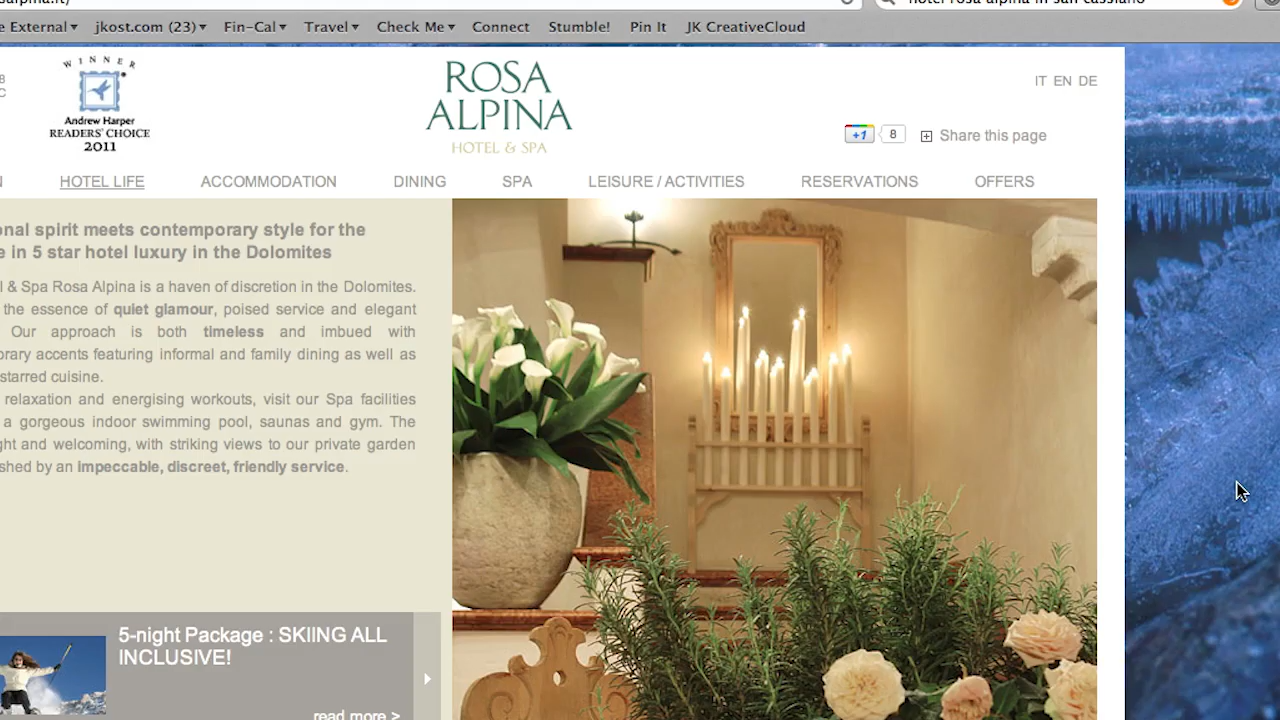 hotel rosa alpina in san cassiano
External
jkost.com (23)
Fin-Cal
Travel
Check Me
Connect
Stumble!
Pin It
JK CreativeCloud
WINNER
Andrew Harper
READERS' CHOICE
2011
ROSA
ALPINA
HOTEL & SPA
IT EN DE
+1
8
Share this page
HOTEL LIFE
ACCOMMODATION
DINING
SPA
LEISURE / ACTIVITIES
RESERVATIONS
OFFERS
onal spirit meets contemporary style for the
e in 5 star hotel luxury in the Dolomites
l & Spa Rosa Alpina is a haven of discretion in the Dolomites.
the essence of quiet glamour, poised service and elegant
Our approach is both timeless and imbued with
orary accents featuring informal and family dining as well as
starred cuisine.
relaxation and energising workouts, visit our Spa facilities
a gorgeous indoor swimming pool, saunas and gym. The
ght and welcoming, with striking views to our private garden
shed by an impeccable, discreet, friendly service.
5-night Package : SKIING ALL
INCLUSIVE!
read more >